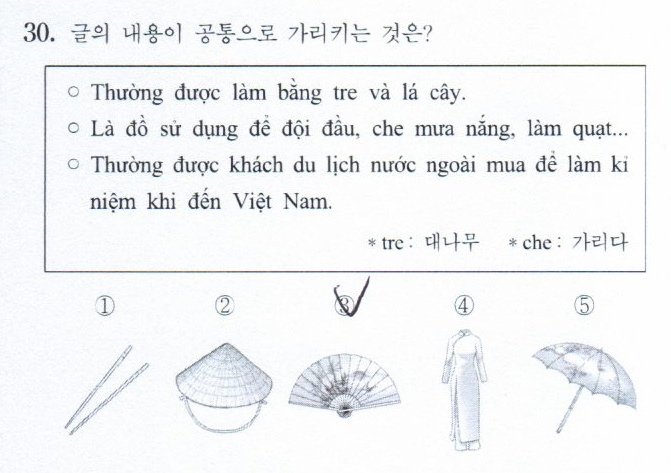 30. 글의 내용이 공통으로 가리키는 것은?
○ Thường được làm bằng tre và lá cây.
○ Là đồ sử dụng để đội đầu, che mưa nắng, làm quạt...
○ Thường được khách du lịch nước ngoài mua để làm kỉ
niệm khi đến Việt Nam.
* tre : 대나무 * che : 가리다
① ② ③ ④ ⑤